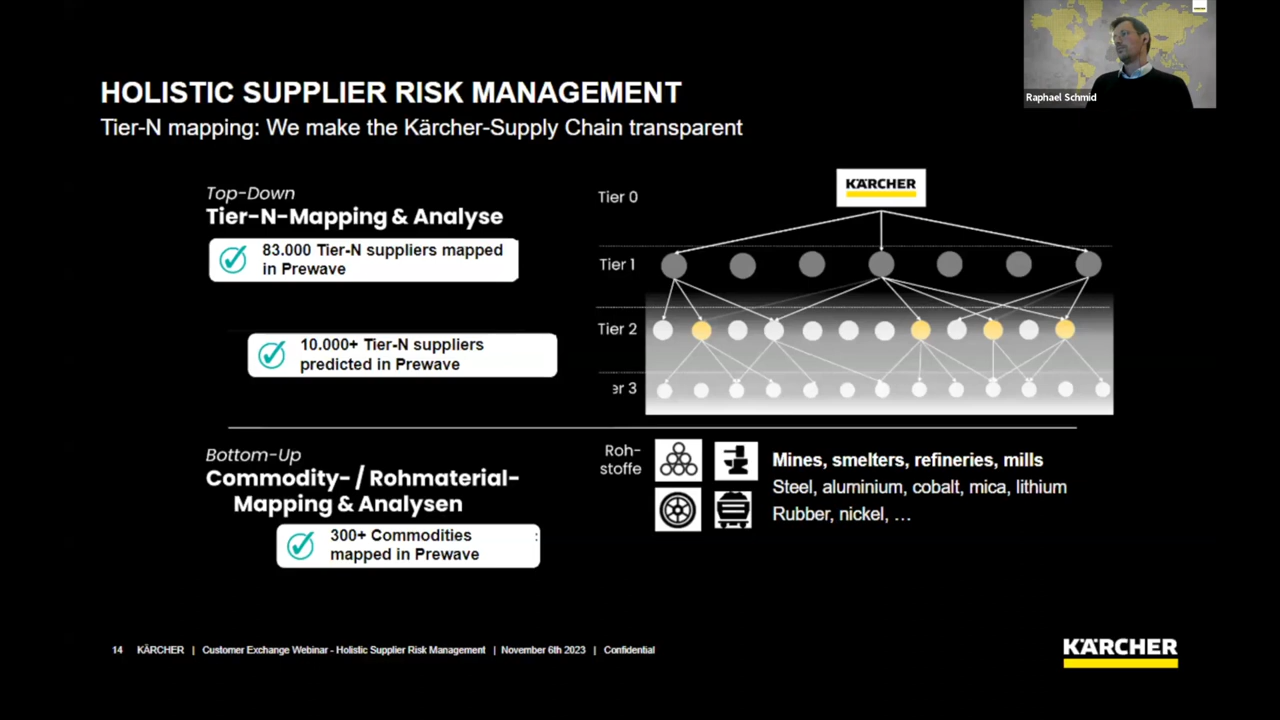 Raphael Schmid
HOLISTIC SUPPLIER RISK MANAGEMENT
Tier-N mapping: We make the Kärcher-Supply Chain transparent
Top-Down
Tier-N-Mapping & Analyse
83.000 Tier-N suppliers mapped
in Prewave
10.000+ Tier-N suppliers
predicted in Prewave
Tier 0
KÄRCHER
Tier 1
Tier 2
er 3
Bottom-Up
Commodity- / Rohmaterial-
Mapping & Analysen
300+ Commodities :
mapped in Prewave
Roh-
stoffe
Mines, smelters, refineries, mills
Steel, aluminium, cobalt, mica, lithium
Rubber, nickel, …
14 KÄRCHER | Customer Exchange Webinar - Holistic Supplier Risk Management | November 6th 2023 | Confidential
KÄRCHER